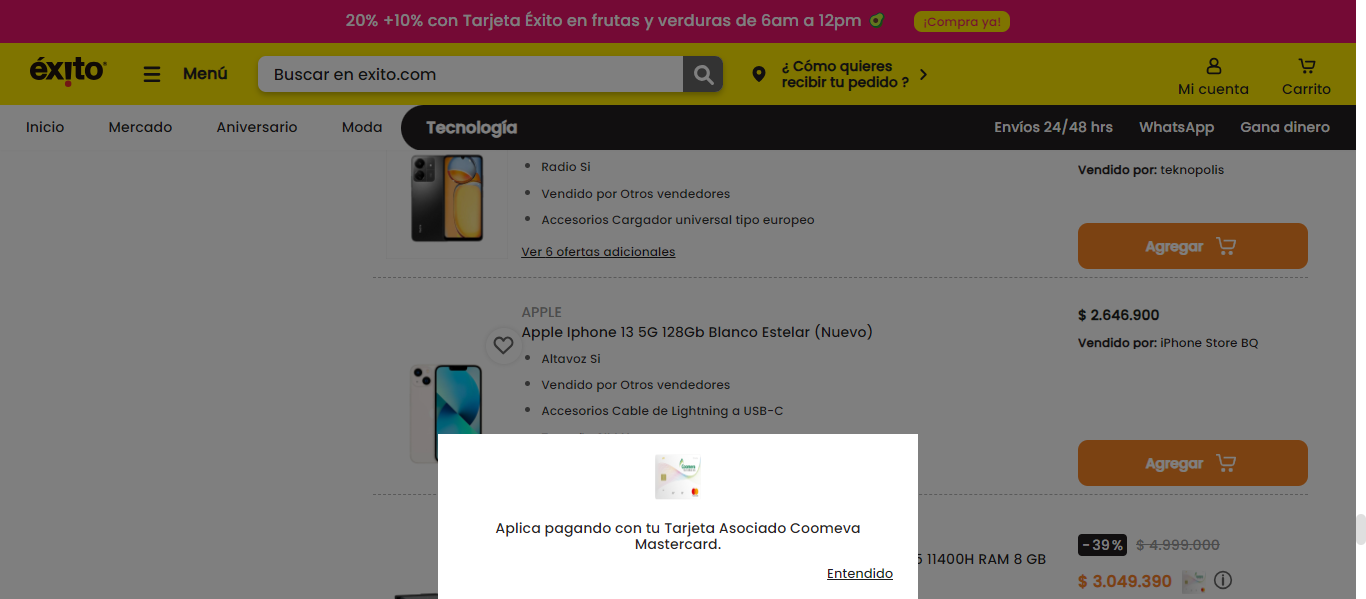 20% +10% con Tarjeta Éxito en frutas y verduras de 6am a 12pm
¡Compra ya!
éxito
Menú
Buscar en exito.com
¿ Cómo quieres
recibir tu pedido ?
Mi cuenta
Carrito
Inicio
Mercado
Aniversario
Moda
Tecnología
Envíos 24/48 hrs
WhatsApp
Gana dinero
Radio Si
Vendido por Otros vendedores
Accesorios Cargador universal tipo europeo
Ver 6 ofertas adicionales
Vendido por: teknopolis
Agregar
APPLE
Apple Iphone 13 5G 128Gb Blanco Estelar (Nuevo)
Altavoz Si
Vendido por Otros vendedores
Accesorios Cable de Lightning a USB-C
$ 2.646.900
Vendido por: iPhone Store BQ
Agregar
Aplica pagando con tu Tarjeta Asociado Coomeva
Mastercard.
Entendido
11400H RAM 8 GB
-39%
$ 4.999.000
$ 3.049.390